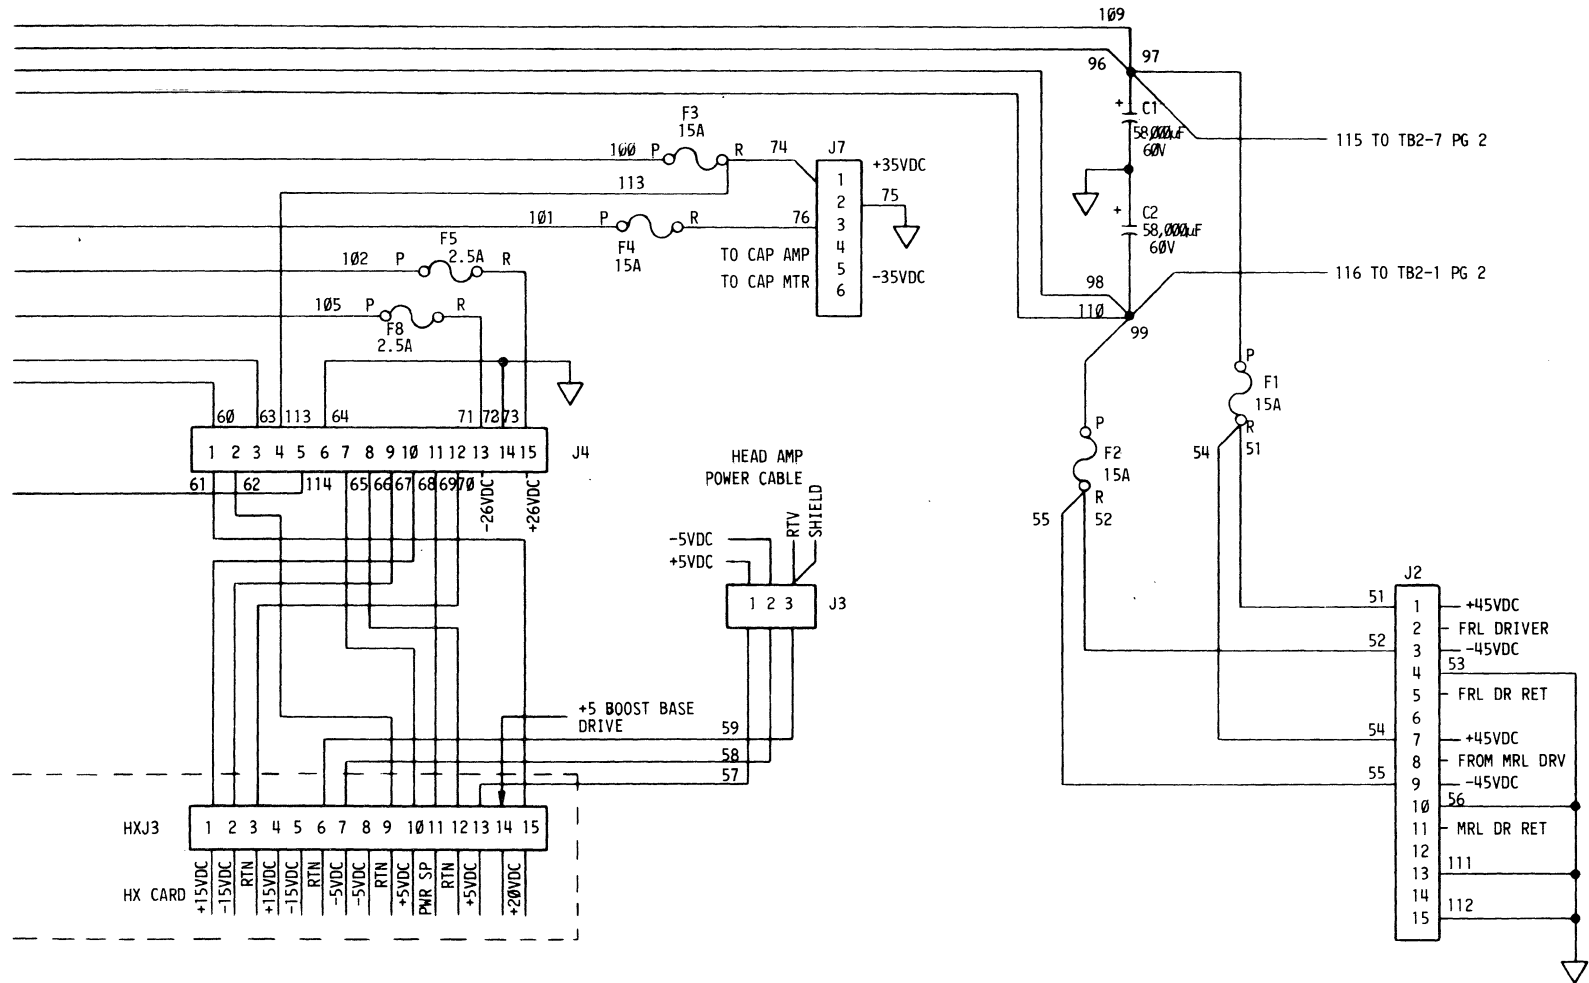 109
96
97
+ C1
58,000µF
60V
115 TO TB2-7 PG 2
F3
15A
100 P
R
74
J7
+35VDC
113
1
2
3
4
5
6
75
+ C2
58,000µF
60V
101
P
R
76
F4
15A
TO CAP AMP
TO CAP MTR
-35VDC
F5
2.5A
102 P
R
116 TO TB2-1 PG 2
98
110
99
105 P
R
F8
2.5A
P
F1
15A
R
54
51
60
63
113
64
71
72
73
1 2 3 4 5 6 7 8 9 10 11 12 13 14 15
J4
61
62
114
65
66
67
68
69
70
-26VDC
+26VDC
P
F2
15A
R
55
52
HEAD AMP
POWER CABLE
RTV
SHIELD
-5VDC
+5VDC
1 2 3
J3
J2
51
1
+45VDC
2
FRL DRIVER
52
3
-45VDC
4
53
5
FRL DR RET
6
54
7
+45VDC
8
FROM MRL DRV
55
9
-45VDC
10
56
11
MRL DR RET
12
13
111
14
15
112
+5 BOOST BASE
DRIVE
59
58
57
HXJ3
1 2 3 4 5 6 7 8 9 10 11 12 13 14 15
HX CARD
+15VDC
-15VDC
RTN
+15VDC
-15VDC
RTN
-5VDC
-5VDC
RTN
+5VDC
PWR SP
RTN
+5VDC
+20VDC